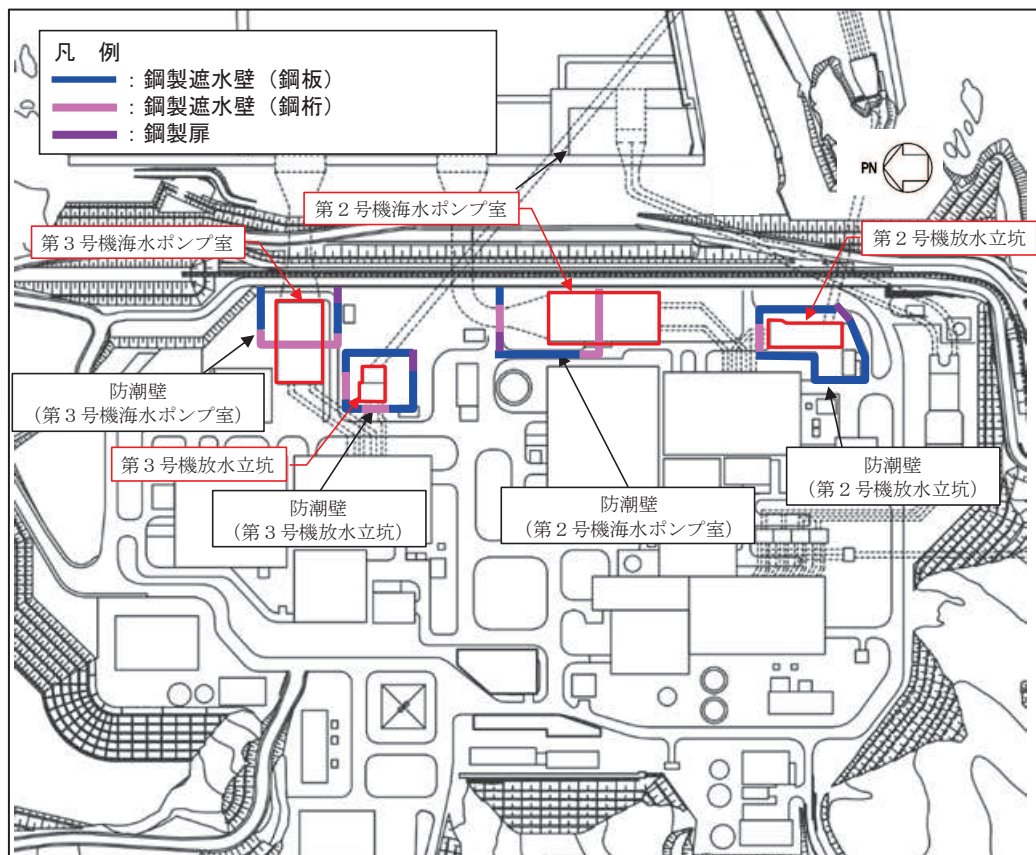 凡 例
：鋼製遮水壁（鋼板）
：鋼製遮水壁（鋼桁）
：鋼製扉
PN
第２号機海水ポンプ室
第３号機海水ポンプ室
第２号機放水立坑
防潮壁
（第３号機海水ポンプ室）
第３号機放水立坑
防潮壁
（第３号機放水立坑）
防潮壁
（第２号機海水ポンプ室）
防潮壁
（第２号機放水立坑）